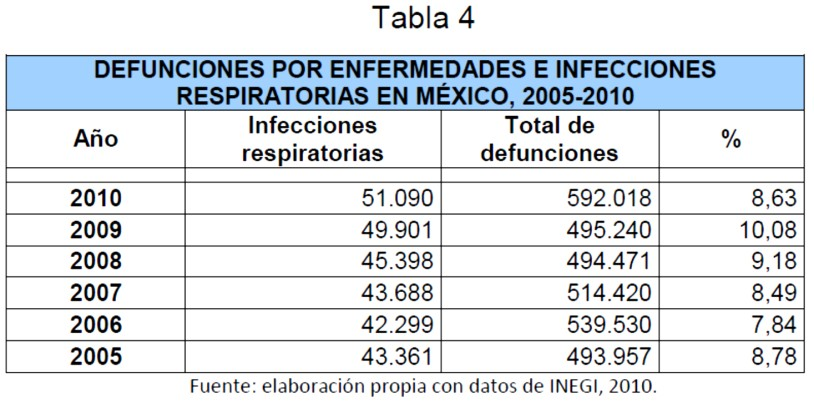 Tabla 4
DEFUNCIONES POR ENFERMEDADES E INFECCIONES
RESPIRATORIAS EN MÉXICO, 2005-2010
Año Infecciones respiratorias Total de defunciones %
2010 51.090 592.018 8,63
2009 49.901 495.240 10,08
2008 45.398 494.471 9,18
2007 43.688 514.420 8,49
2006 42.299 539.530 7,84
2005 43.361 493.957 8,78
Fuente: elaboración propia con datos de INEGI, 2010.